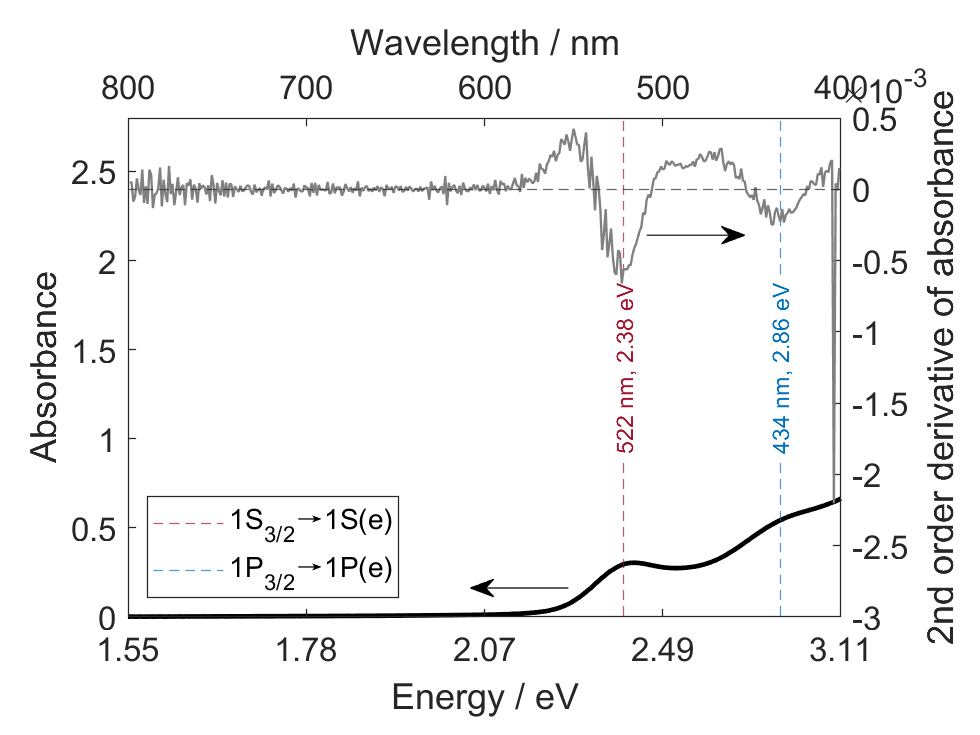 Wavelength / nm
800 700 600 500 400
×10-3
2.5
2
1.5
1
0.5
0
Absorbance
0.5
0
-0.5
-1
-1.5
-2
-2.5
-3
2nd order derivative of absorbance
522 nm, 2.38 eV
434 nm, 2.86 eV
1S3/2→1S(e)
1P3/2→1P(e)
1.55 1.78 2.07 2.49 3.11
Energy / eV